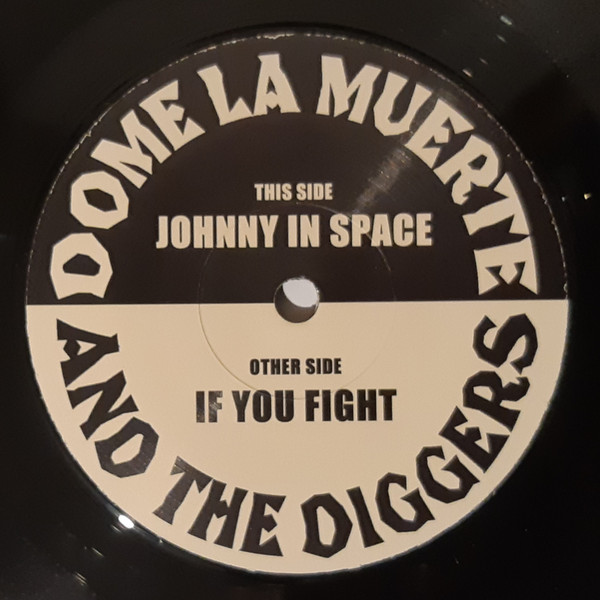 DOME LA MUERTE
THIS SIDE
JOHNNY IN SPACE
OTHER SIDE
IF YOU FIGHT
AND THE DIGGERS